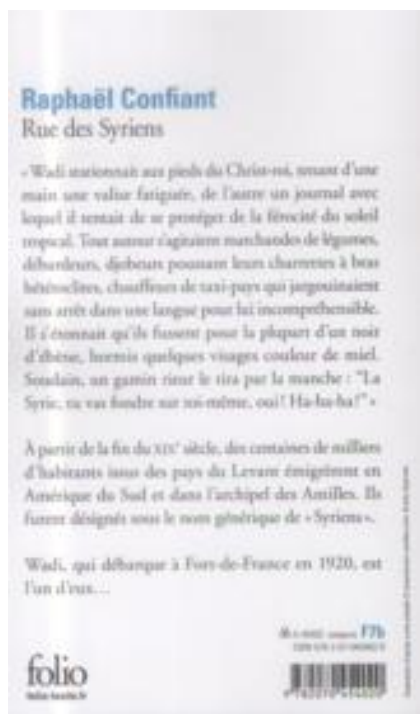 Raphaël Confiant
Rue des Syriens
« Wadi stationnait aux pieds du Christ-roi, tenant d'une
main une valise fatiguée, de l'autre un journal avec
lequel il tentait de se protéger de la férocité du soleil
tropical. Tout autour s'agitaient marchandes de légumes,
débardeurs, djobeurs poussant leurs charrettes à bras
hétéroclites, chauffeurs de taxi-pays qui jargouinaient
sans arrêt dans une langue pour lui incompréhensible.
Il s'étonnait qu'ils fussent pour la plupart d'un noir
d'ébène, hormis quelques visages couleur de miel.
Soudain, un gamin rieur le tira par la manche : "La
Syrie, tu vas fondre sur toi-même, oui ! Ha-ha-ha !" »
À partir de la fin du XIXe siècle, des centaines de milliers
d'habitants issus des pays du Levant émigrèrent en
Amérique du Sud et dans l'archipel des Antilles. Ils
furent désignés sous le nom générique de « Syriens ».
Wadi, qui débarque à Fort-de-France en 1920, est
l'un d'eux…
F7b
folio